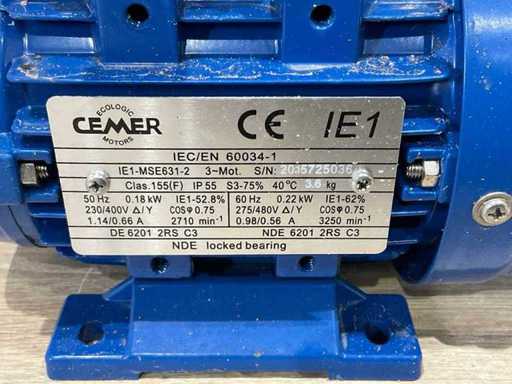 ECOLOGIC
CEMER
MOTORS
CE IE1
IEC/EN 60034-1
IE1-MSE631-2 3~Mot. S/N: 2035725036
Clas.155(F) IP 55 S3-75% 40°C 3.6 kg
50 Hz 0.18 kW IE1-52.8% 60 Hz 0.22 kW IE1-62%
230/400V Δ/Y COSφ 0.75 275/480V Δ/Y COSφ 0.75
1.14/0.66 A 2710 min⁻¹ 0.98/0.56 A 3250 min⁻¹
DE 6201 2RS C3 NDE 6201 2RS C3
NDE locked bearing